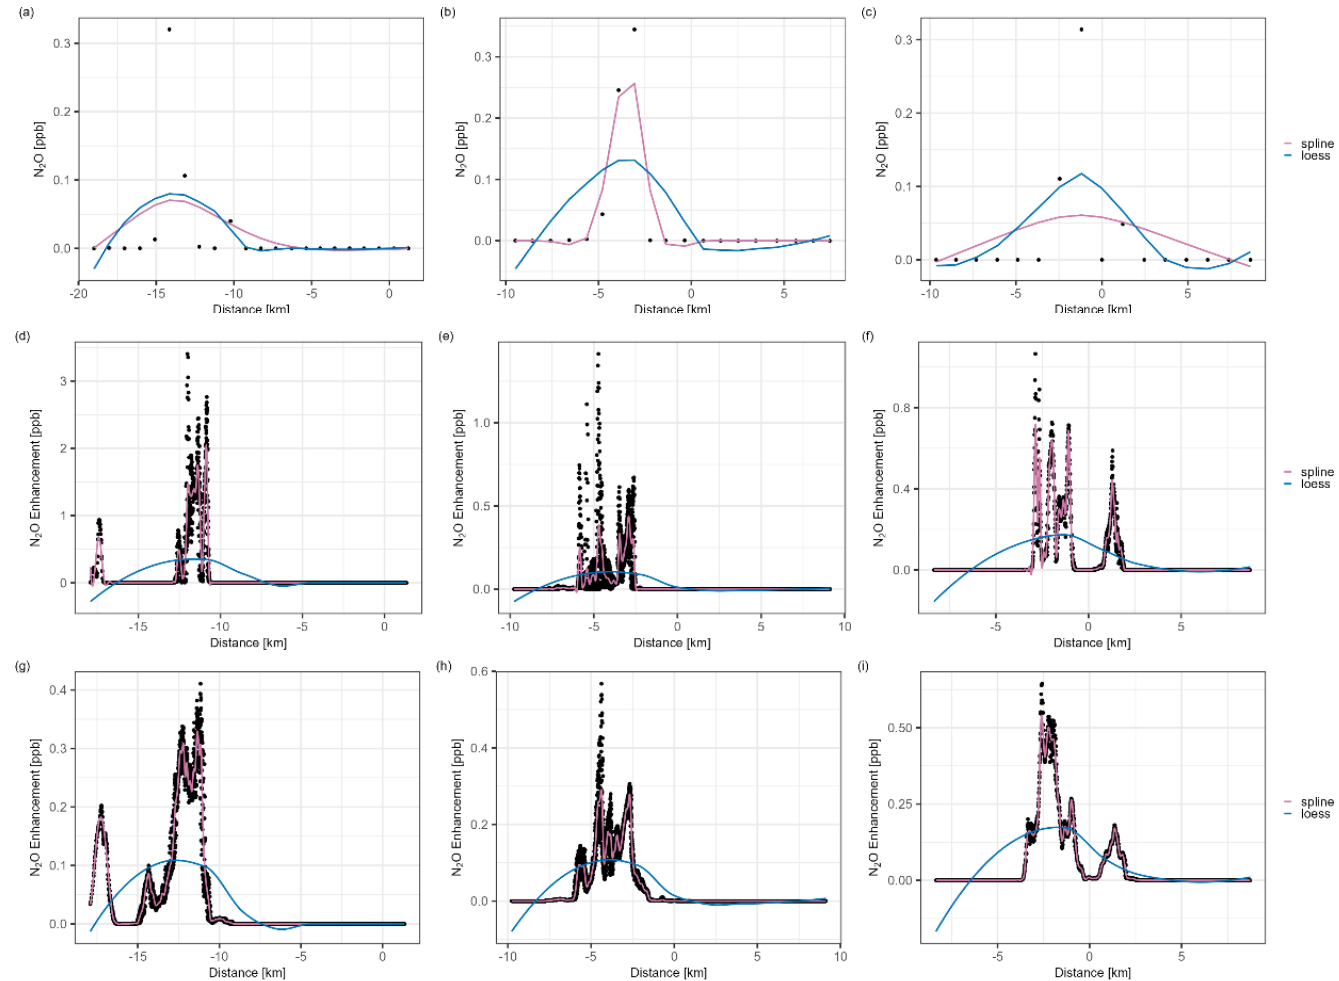 (a)
(b)
(c)
N₂O [ppb]
0.3
0.2
0.1
0.0
-20
-15
-10
-5
0
Distance [km]
N₂O [ppb]
0.3
0.2
0.1
0.0
-10
-5
0
5
Distance [km]
N₂O [ppb]
0.3
0.2
0.1
0.0
-10
-5
0
5
Distance [km]
spline
loess
(d)
(e)
(f)
N₂O Enhancement [ppb]
3
2
1
0
-15
-10
-5
0
Distance [km]
N₂O Enhancement [ppb]
1.0
0.5
0.0
-10
-5
0
5
10
Distance [km]
N₂O Enhancement [ppb]
0.8
0.4
0.0
-5
0
5
Distance [km]
spline
loess
(g)
(h)
(i)
N₂O Enhancement [ppb]
0.4
0.3
0.2
0.1
0.0
-15
-10
-5
0
Distance [km]
N₂O Enhancement [ppb]
0.6
0.4
0.2
0.0
-10
-5
0
5
10
Distance [km]
N₂O Enhancement [ppb]
0.50
0.25
0.00
-5
0
5
Distance [km]
spline
loess